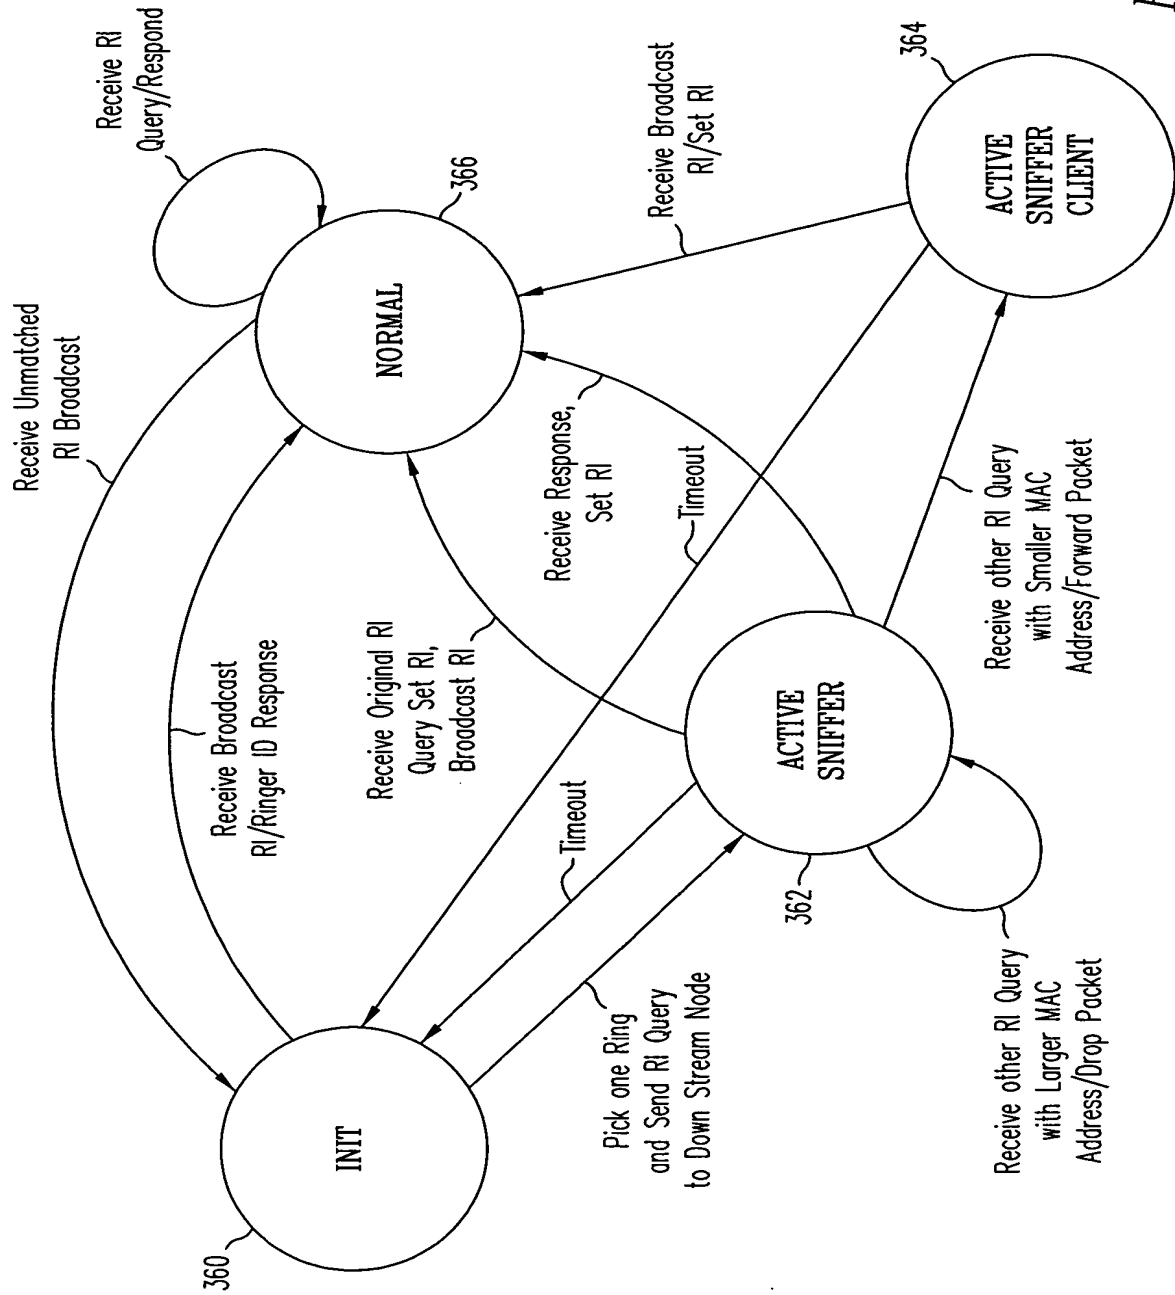 Receive Unmatched
RI Broadcast
Receive RI
Query/Respond
360
Receive Broadcast
RI/Ringer ID Response
INIT
NORMAL
366
Receive Original RI
Query Set RI,
Broadcast RI
Receive Response,
Set RI
Timeout
Pick one Ring
and Send RI Query
to Down Stream Node
Timeout
Receive Broadcast
RI/Set RI
362
ACTIVE
SNIFFER
364
ACTIVE
SNIFFER
CLIENT
Receive other RI Query
with Larger MAC
Address/Drop Packet
Receive other RI Query
with Smaller MAC
Address/Forward Packet